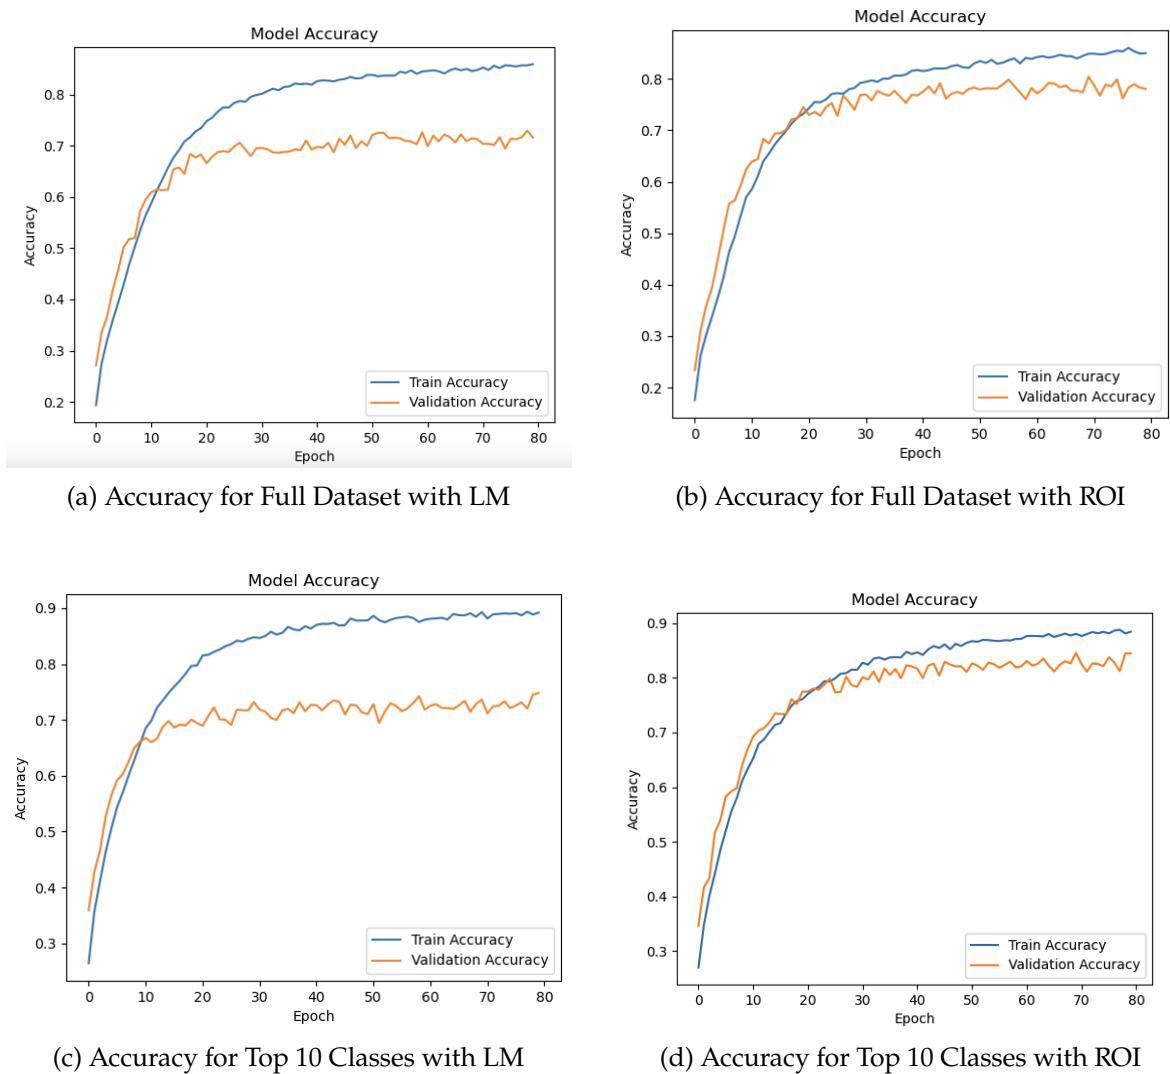 Model Accuracy
Accuracy
0.8
0.7
0.6
0.5
0.4
0.3
0.2
Train Accuracy
Validation Accuracy
0 10 20 30 40 50 60 70 80
Epoch
(a) Accuracy for Full Dataset with LM
Model Accuracy
Accuracy
0.8
0.7
0.6
0.5
0.4
0.3
0.2
Train Accuracy
Validation Accuracy
0 10 20 30 40 50 60 70 80
Epoch
(b) Accuracy for Full Dataset with ROI
Model Accuracy
Accuracy
0.9
0.8
0.7
0.6
0.5
0.4
0.3
Train Accuracy
Validation Accuracy
0 10 20 30 40 50 60 70 80
Epoch
(c) Accuracy for Top 10 Classes with LM
Model Accuracy
Accuracy
0.9
0.8
0.7
0.6
0.5
0.4
0.3
Train Accuracy
Validation Accuracy
0 10 20 30 40 50 60 70 80
Epoch
(d) Accuracy for Top 10 Classes with ROI